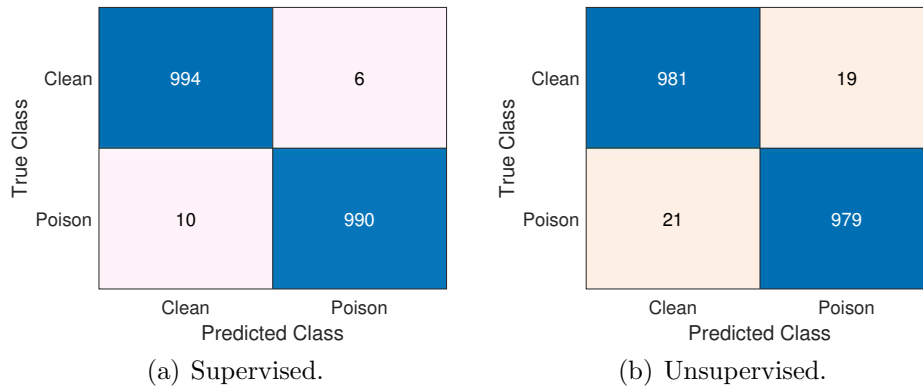 True Class
Clean 994 6
Poison 10 990
Clean Poison
Predicted Class
(a) Supervised.
True Class
Clean 981 19
Poison 21 979
Clean Poison
Predicted Class
(b) Unsupervised.